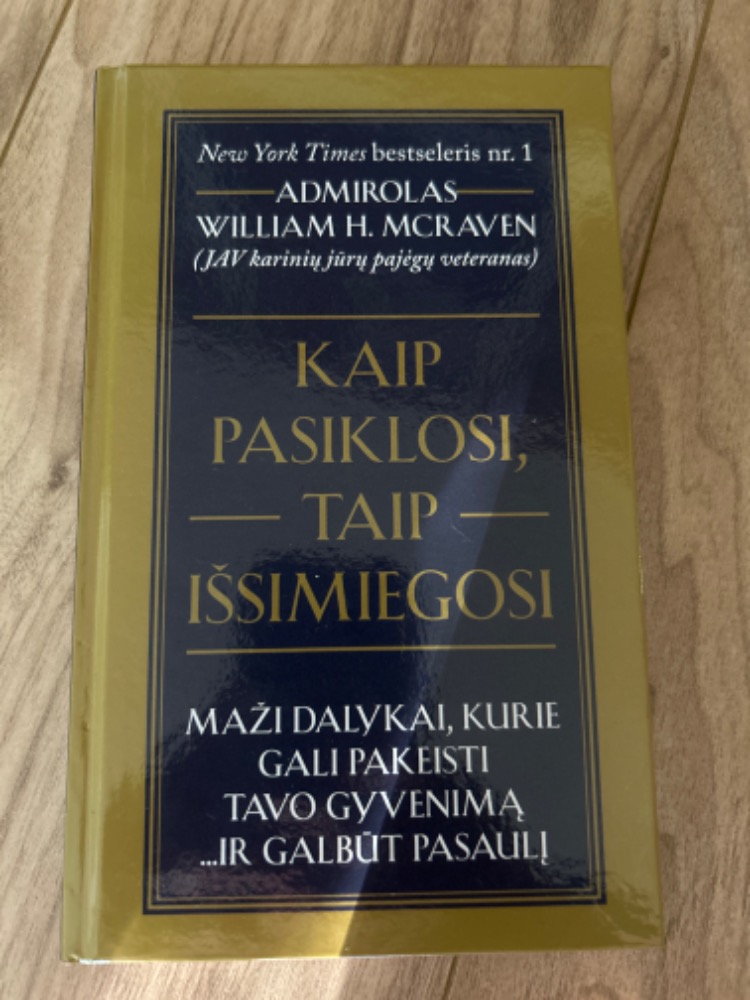 New York Times bestseleris nr. 1
ADMIROLAS
WILLIAM H. MCRAVEN
(JAV karinių jūrų pajėgų veteranas)
KAIP
PASIKLOSI,
TAIP
IŠSIMIEGOSI
MAŽI DALYKAI, KURIE
GALI PAKEISTI
TAVO GYVENIMĄ
...IR GALBŪT PASAULĮ